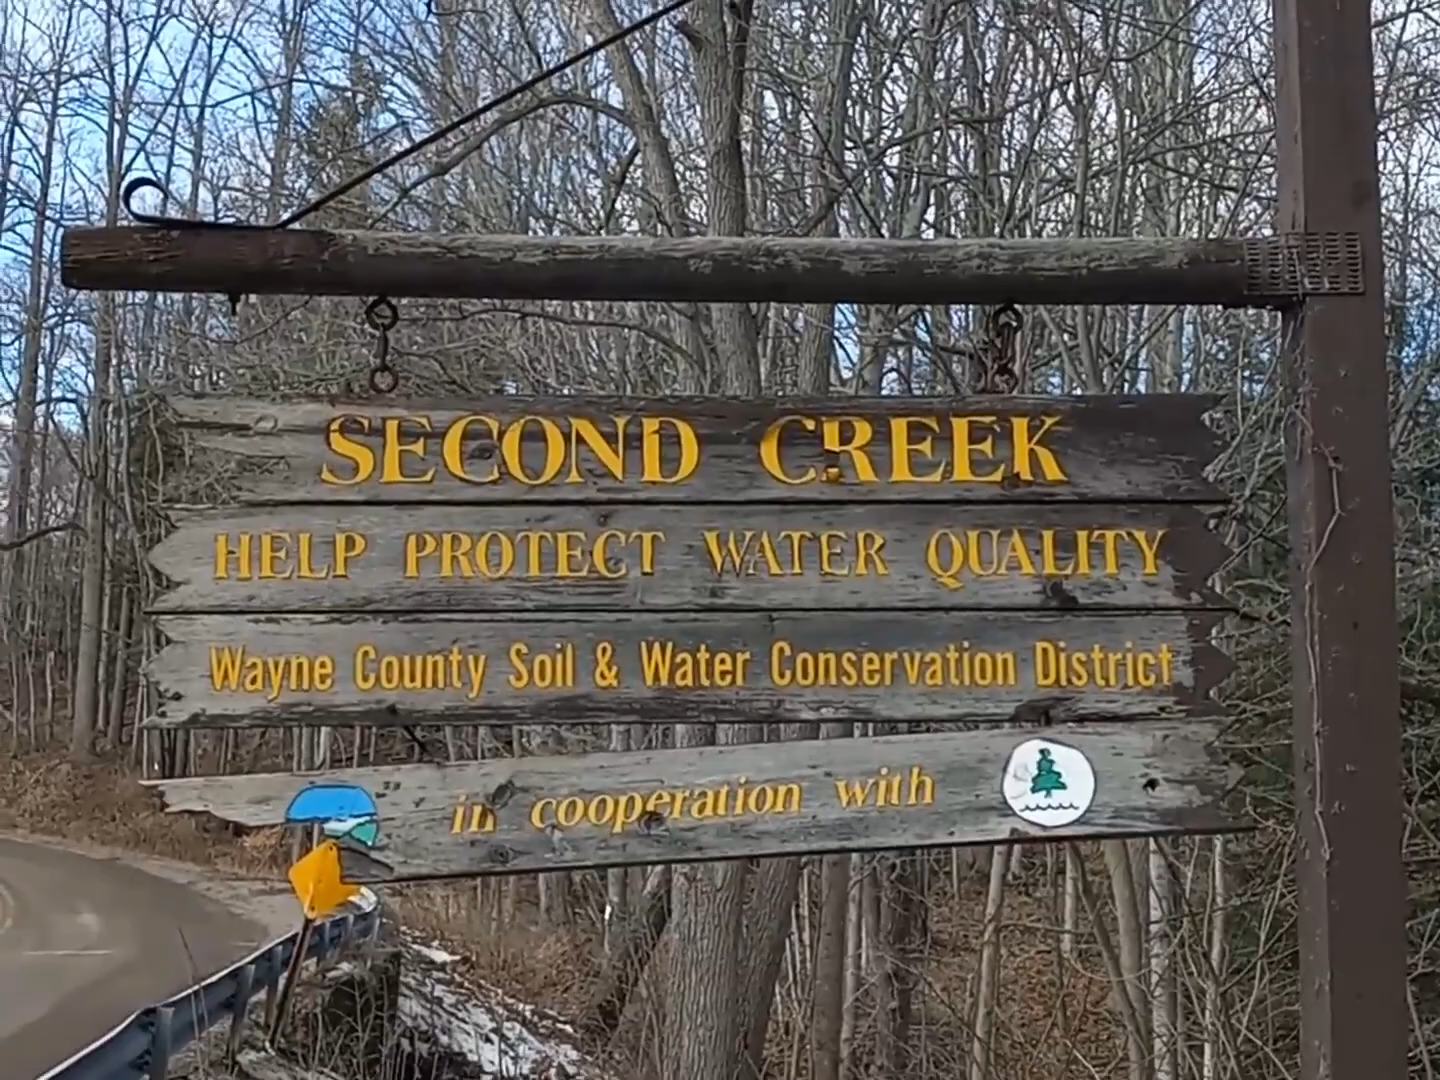 SECOND CREEK
HELP PROTECT WATER QUALITY
Wayne County Soil & Water Conservation District
in cooperation with